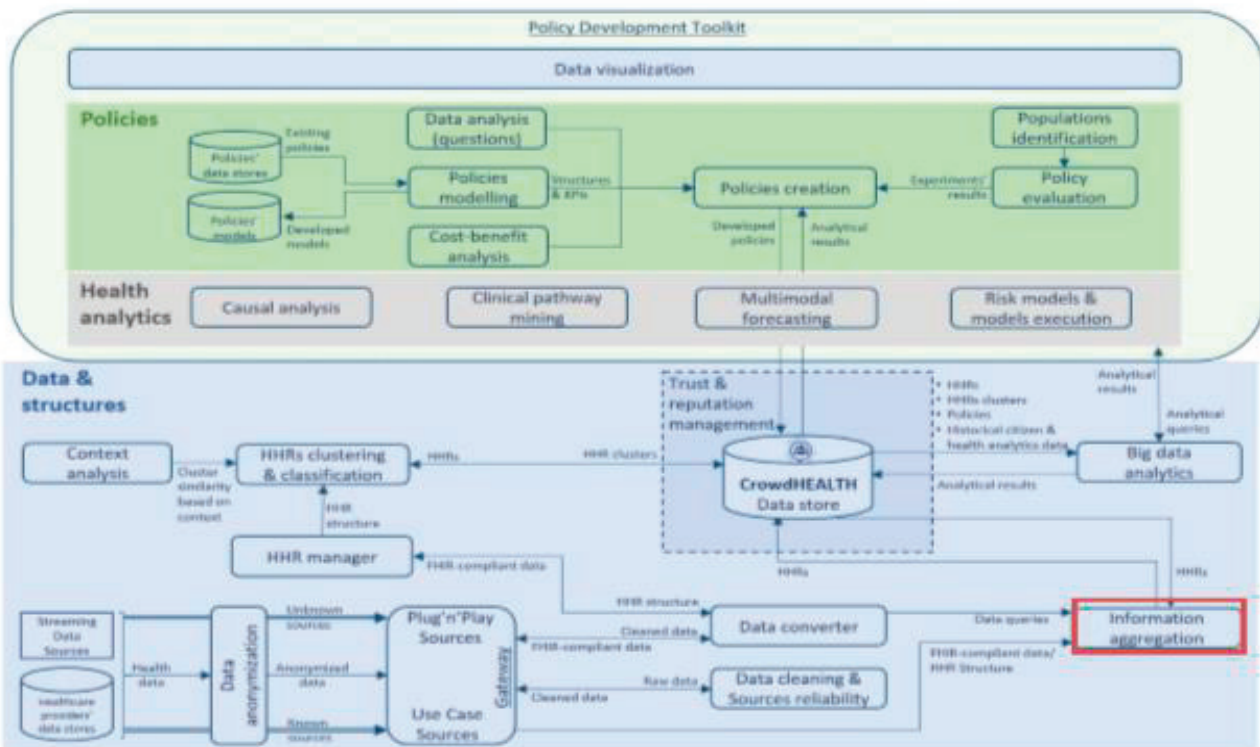 Policy Development Toolkit
Data visualization
Policies
Policies'
data stores
Existing
policies
Policies'
models
Developed
models
Data analysis
(questions)
Policies
modelling
Cost-benefit
analysis
Structures
& KPIs
Policies creation
Developed
policies
Analytical
results
Experiments'
results
Populations
identification
Policy
evaluation
Health
analytics
Causal analysis
Clinical pathway
mining
Multimodal
forecasting
Risk models &
models execution
Data &
structures
Context
analysis
Cluster
similarity
based on
context
HHRs clustering
& classification
HHRs
HHR clusters
HHR
structure
HHR manager
FHIR-compliant data
Trust &
reputation
management
CrowdHEALTH
Data store
• HHRs
• HHRs clusters
• Policies
• Historical citizen &
health analytics data
Analytical results
Analytical
results
Analytical
queries
Big data
analytics
HHRs
HHRs
Streaming
Data
Sources
Healthcare
providers'
data stores
Health
data
Data
anonymization
Unknown
sources
Anonymized
data
Known
sources
Plug'n'Play
Sources
Use Case
Sources
Gateway
HHR structure
Cleaned data
FHIR-compliant data
Raw data
Cleaned data
Data converter
Data cleaning &
Sources reliability
Data queries
FHIR-compliant data/
HHR Structure
Information
aggregation